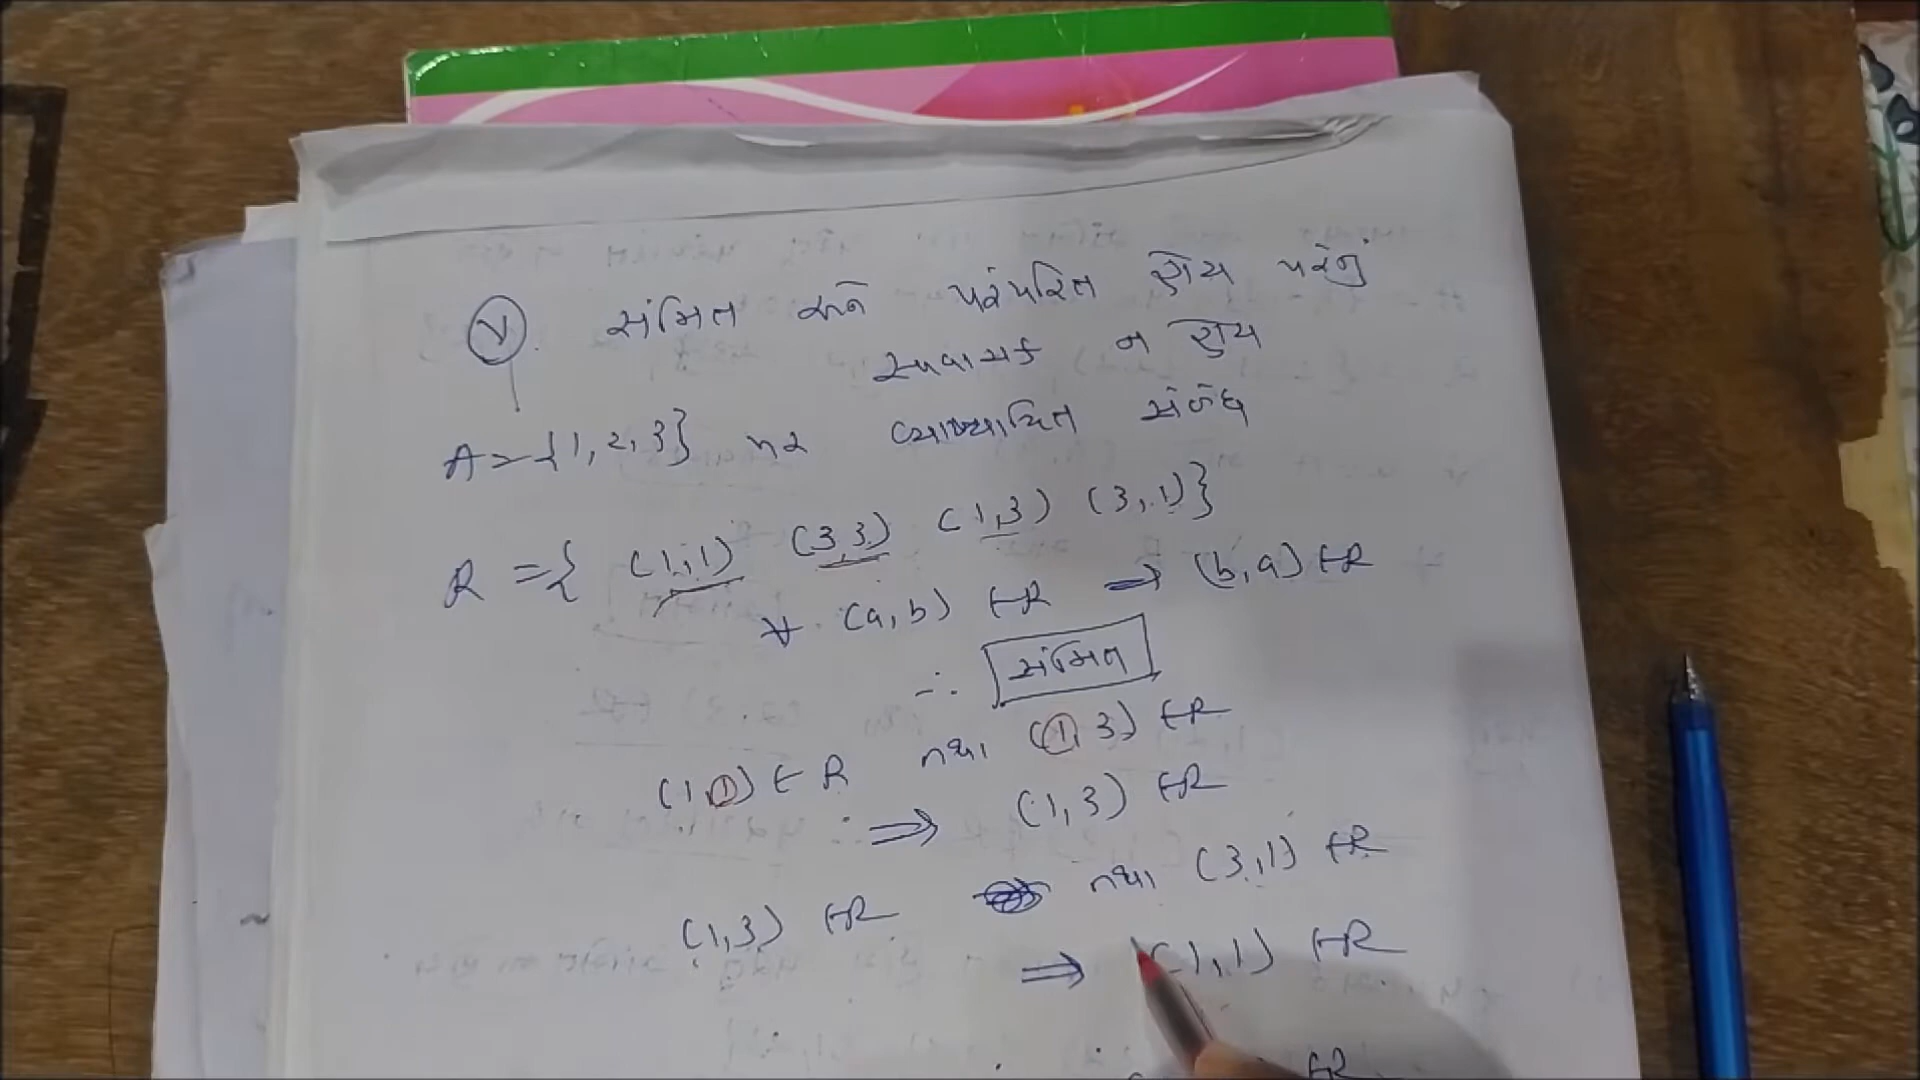 (V). સંમિત અને પરંપરિત હોય પરંતુ
સ્વવાચક ન હોય
A = {1, 2, 3} પર વ્યાખ્યાયિત સંબંધ
R = { (1,1) (3,3) (1,3) (3,1)}
∀ (a, b) ∈R ⇒ (b, a) ∈R
∴ સંમિત
(1,1) ∈ R તથા (1,3) ∈R
⇒ (1,3) ∈R
(1,3) ∈R તથા (3,1) ∈R
⇒ (1,1) ∈R
∈R